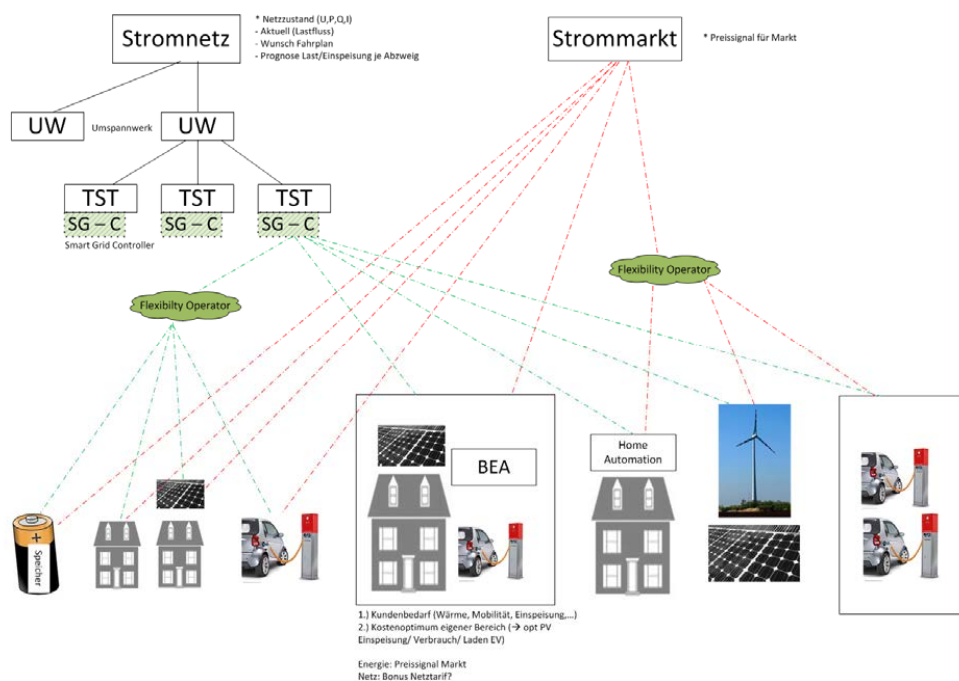 Stromnetz
* Netzzustand (U,P,Q,I)
- Aktuell (Lastfluss)
- Wunsch Fahrplan
- Prognose Last/Einspeisung je Abzweig
Strommarkt
* Preissignal für Markt
UW
Umspannwerk
UW
TST
TST
TST
SG – C
SG – C
SG – C
Smart Grid Controller
Flexibility Operator
Flexibilty Operator
Home
Automation
BEA
+
Speicher
1.) Kundenbedarf (Wärme, Mobilität, Einspeisung,...)
2.) Kostenoptimum eigener Bereich (→ opt PV
Einspeisung/ Verbrauch/ Laden EV)
Energie: Preissignal Markt
Netz: Bonus Netztarif?